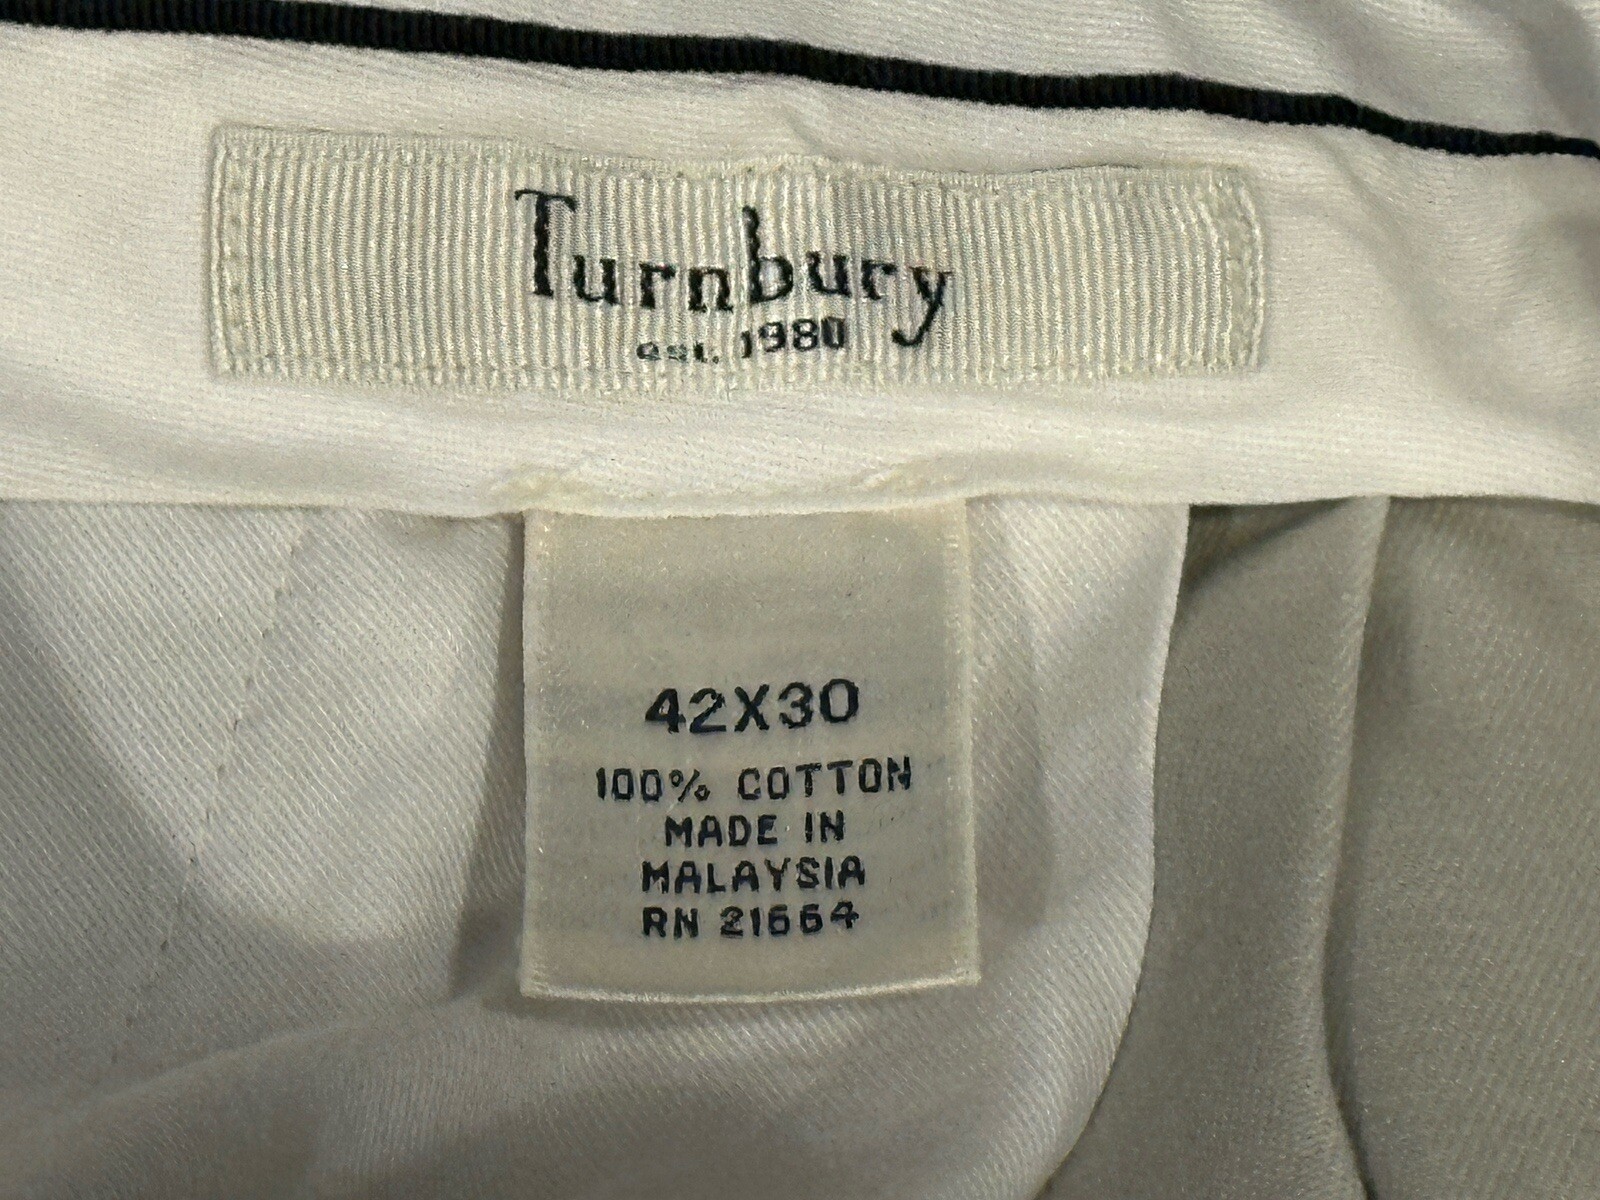 Turnbury
est. 1980
42X30
100% COTTON
MADE IN
MALAYSIA
RN 21664